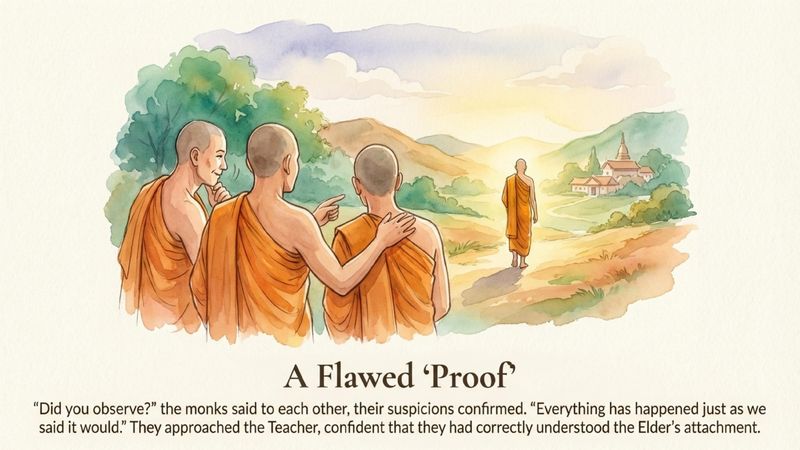 A Flawed ‘Proof’
“Did you observe?” the monks said to each other, their suspicions confirmed. “Everything has happened just as we
said it would.” They approached the Teacher, confident that they had correctly understood the Elder’s attachment.